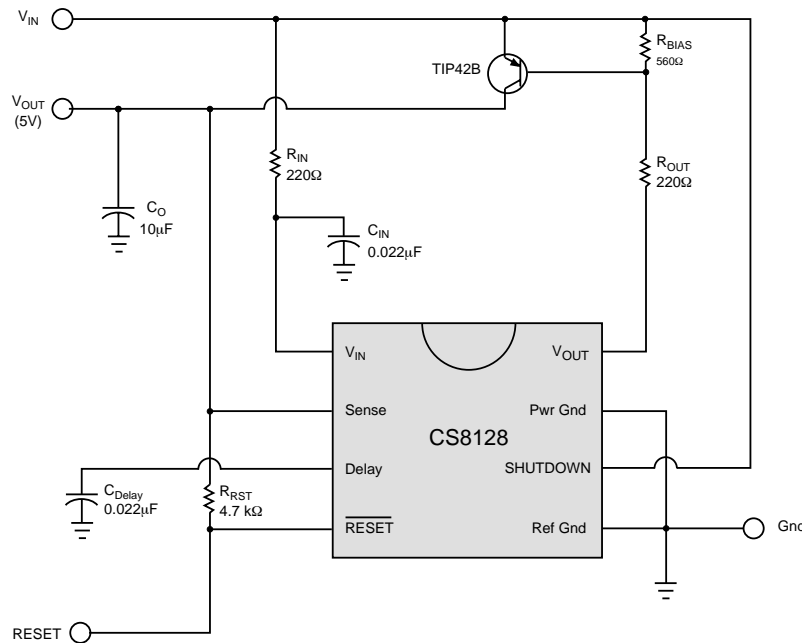 VIN
TIP42B
RBIAS
560Ω
VOUT
(5V)
RIN
220Ω
ROUT
220Ω
CO
10μF
CIN
0.022μF
VIN
VOUT
Sense
Pwr Gnd
CS8128
Delay
SHUTDOWN
CDelay
0.022μF
RRST
4.7 kΩ
RESET
Ref Gnd
Gnd
RESET